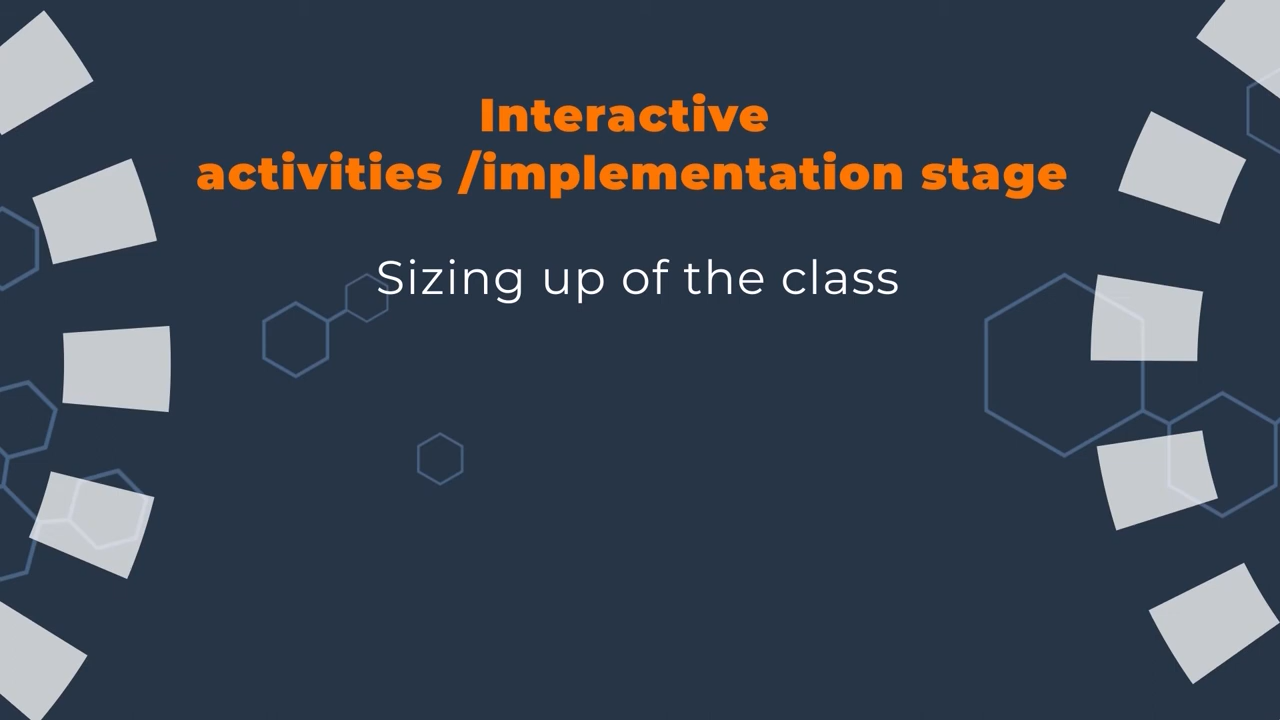 Interactive
activities /implementation stage
Sizing up of the class